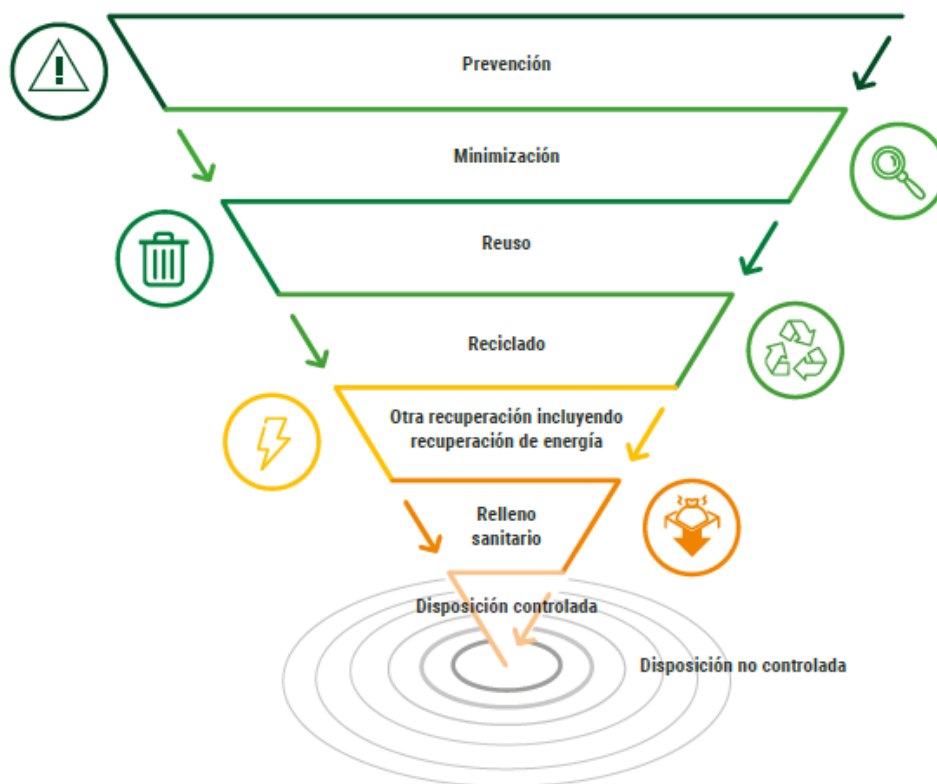 Prevención
Minimización
Reuso
Reciclado
Otra recuperación incluyendo
recuperación de energía
Relleno
sanitario
Disposición controlada
Disposición no controlada